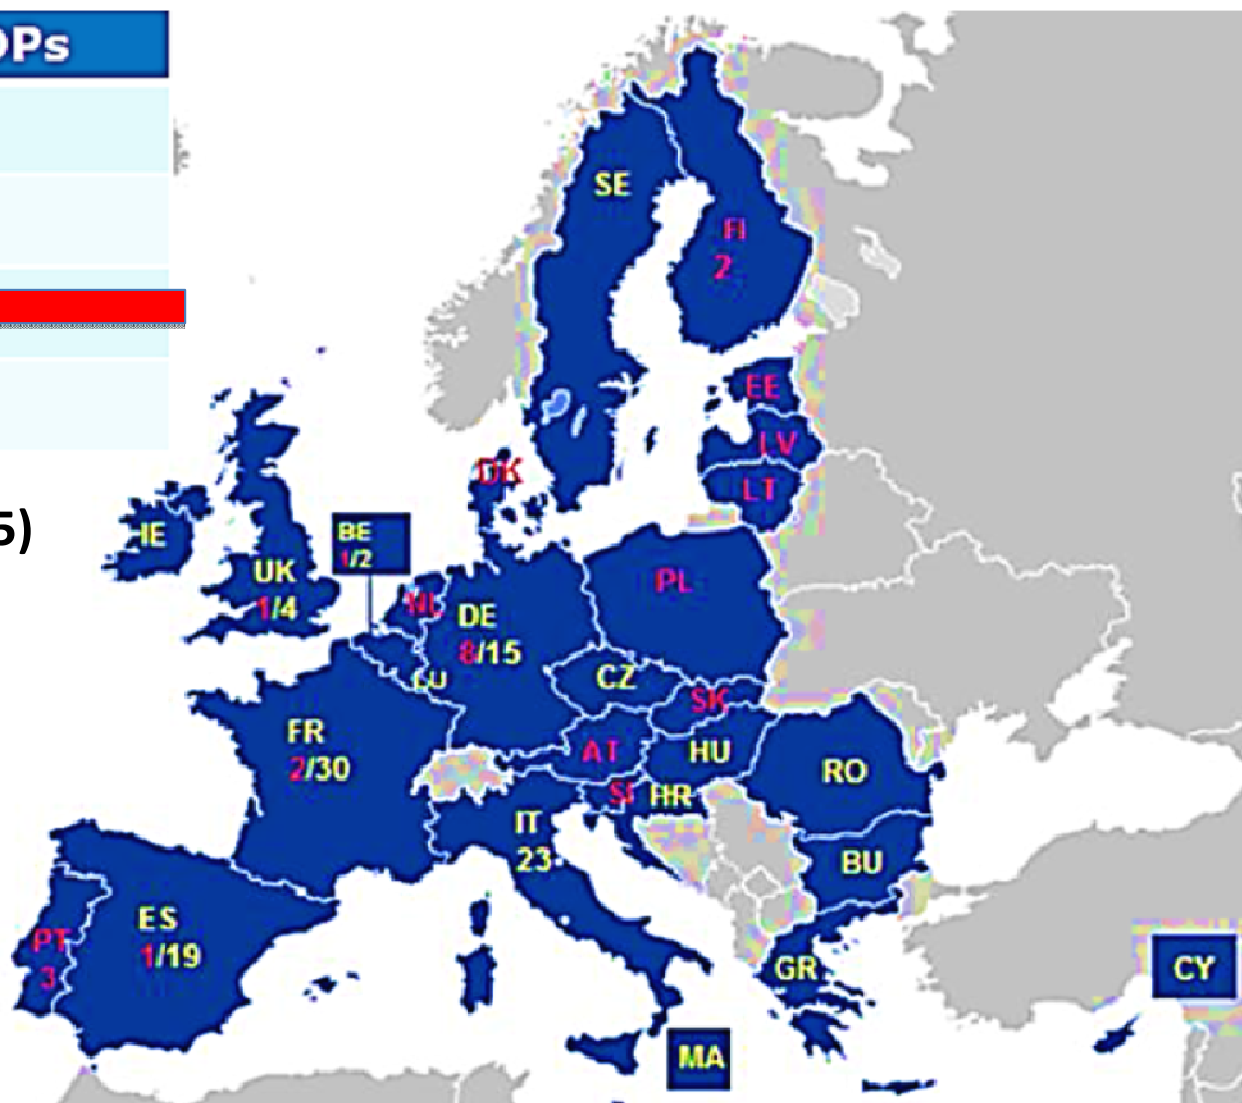 OPs
SE
FI
2
EE
LV
LT
DK
5)
IE
BE
1/2
UK
1/4
NL
DE
8/15
PL
LU
CZ
SK
FR
2/30
AT
HU
RO
SI
HR
IT
23
BU
PT
3
ES
1/19
GR
CY
MA